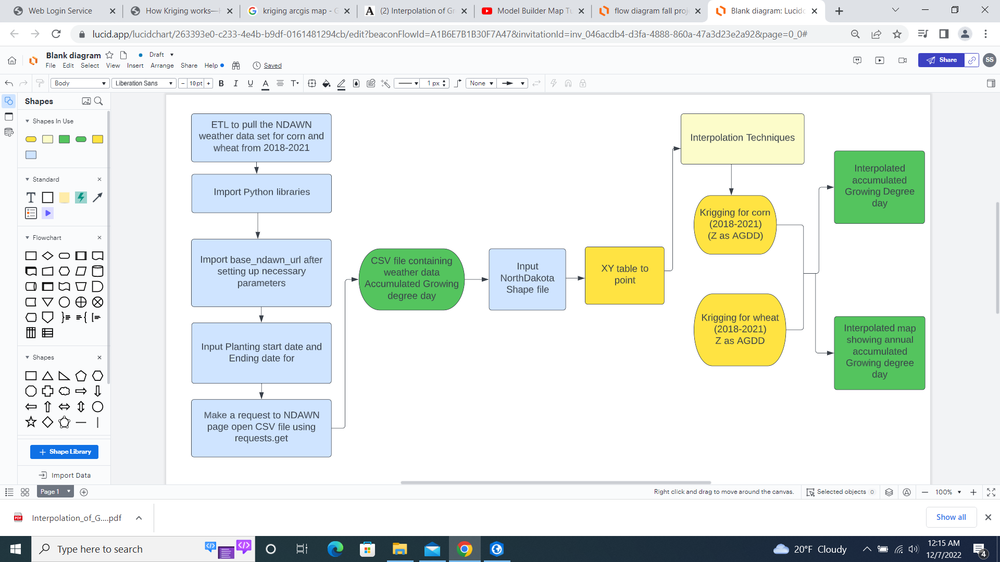 Web Login Service
How Kriging works—
kriging arcgis map - G
(2) Interpolation of Gr
Model Builder Map Tu
flow diagram fall proj
Blank diagram: Lucidc
lucid.app/lucidchart/263393e0-c233-4e4b-b9df-0161481294cb/edit?beaconFlowId=A1B6E7B1B30F7A47&invitationId=inv_046acdb4-d3fa-4888-860a-47a3d23e2a92&page=0_0#
Blank diagram
Draft
File Edit Select View Insert Arrange Share Help
Saved
Share
SS
Body
Liberation Sans
- 10 pt +
B I U A T
1 px
None
Shapes
Shapes In Use
Standard
T
Flowchart
Shapes
+ Shape Library
Import Data
ETL to pull the NDAWN
weather data set for corn and
wheat from 2018-2021
Import Python libraries
Import base_ndawn_url after
setting up necessary
parameters
Input Planting start date and
Ending date for
Make a request to NDAWN
page open CSV file using
requests.get
CSV file containing
weather data
Accumulated Growing
degree day
Input
NorthDakota
Shape file
XY table to
point
Interpolation Techniques
Krigging for corn
(2018-2021)
(Z as AGDD)
Krigging for wheat
(2018-2021)
Z as AGDD
Interpolated
accumulated
Growing Degree
day
Interpolated map
showing annual
accumulated
Growing degree
day
Page 1
Right click and drag to move around the canvas.
Selected objects 0
100%
PDF
Interpolation_of_G....pdf
Show all
Type here to search
20°F Cloudy
12:15 AM
12/7/2022
4